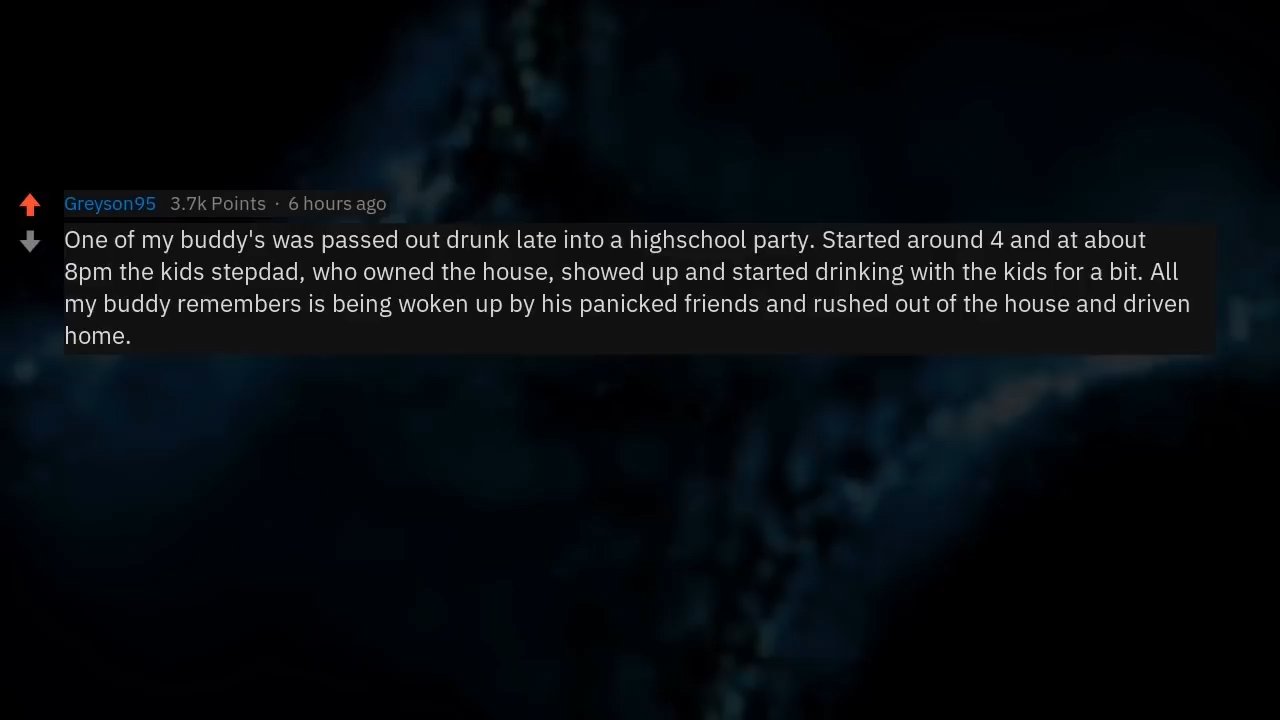 Greyson95 3.7k Points · 6 hours ago
One of my buddy's was passed out drunk late into a highschool party. Started around 4 and at about
8pm the kids stepdad, who owned the house, showed up and started drinking with the kids for a bit. All
my buddy remembers is being woken up by his panicked friends and rushed out of the house and driven
home.